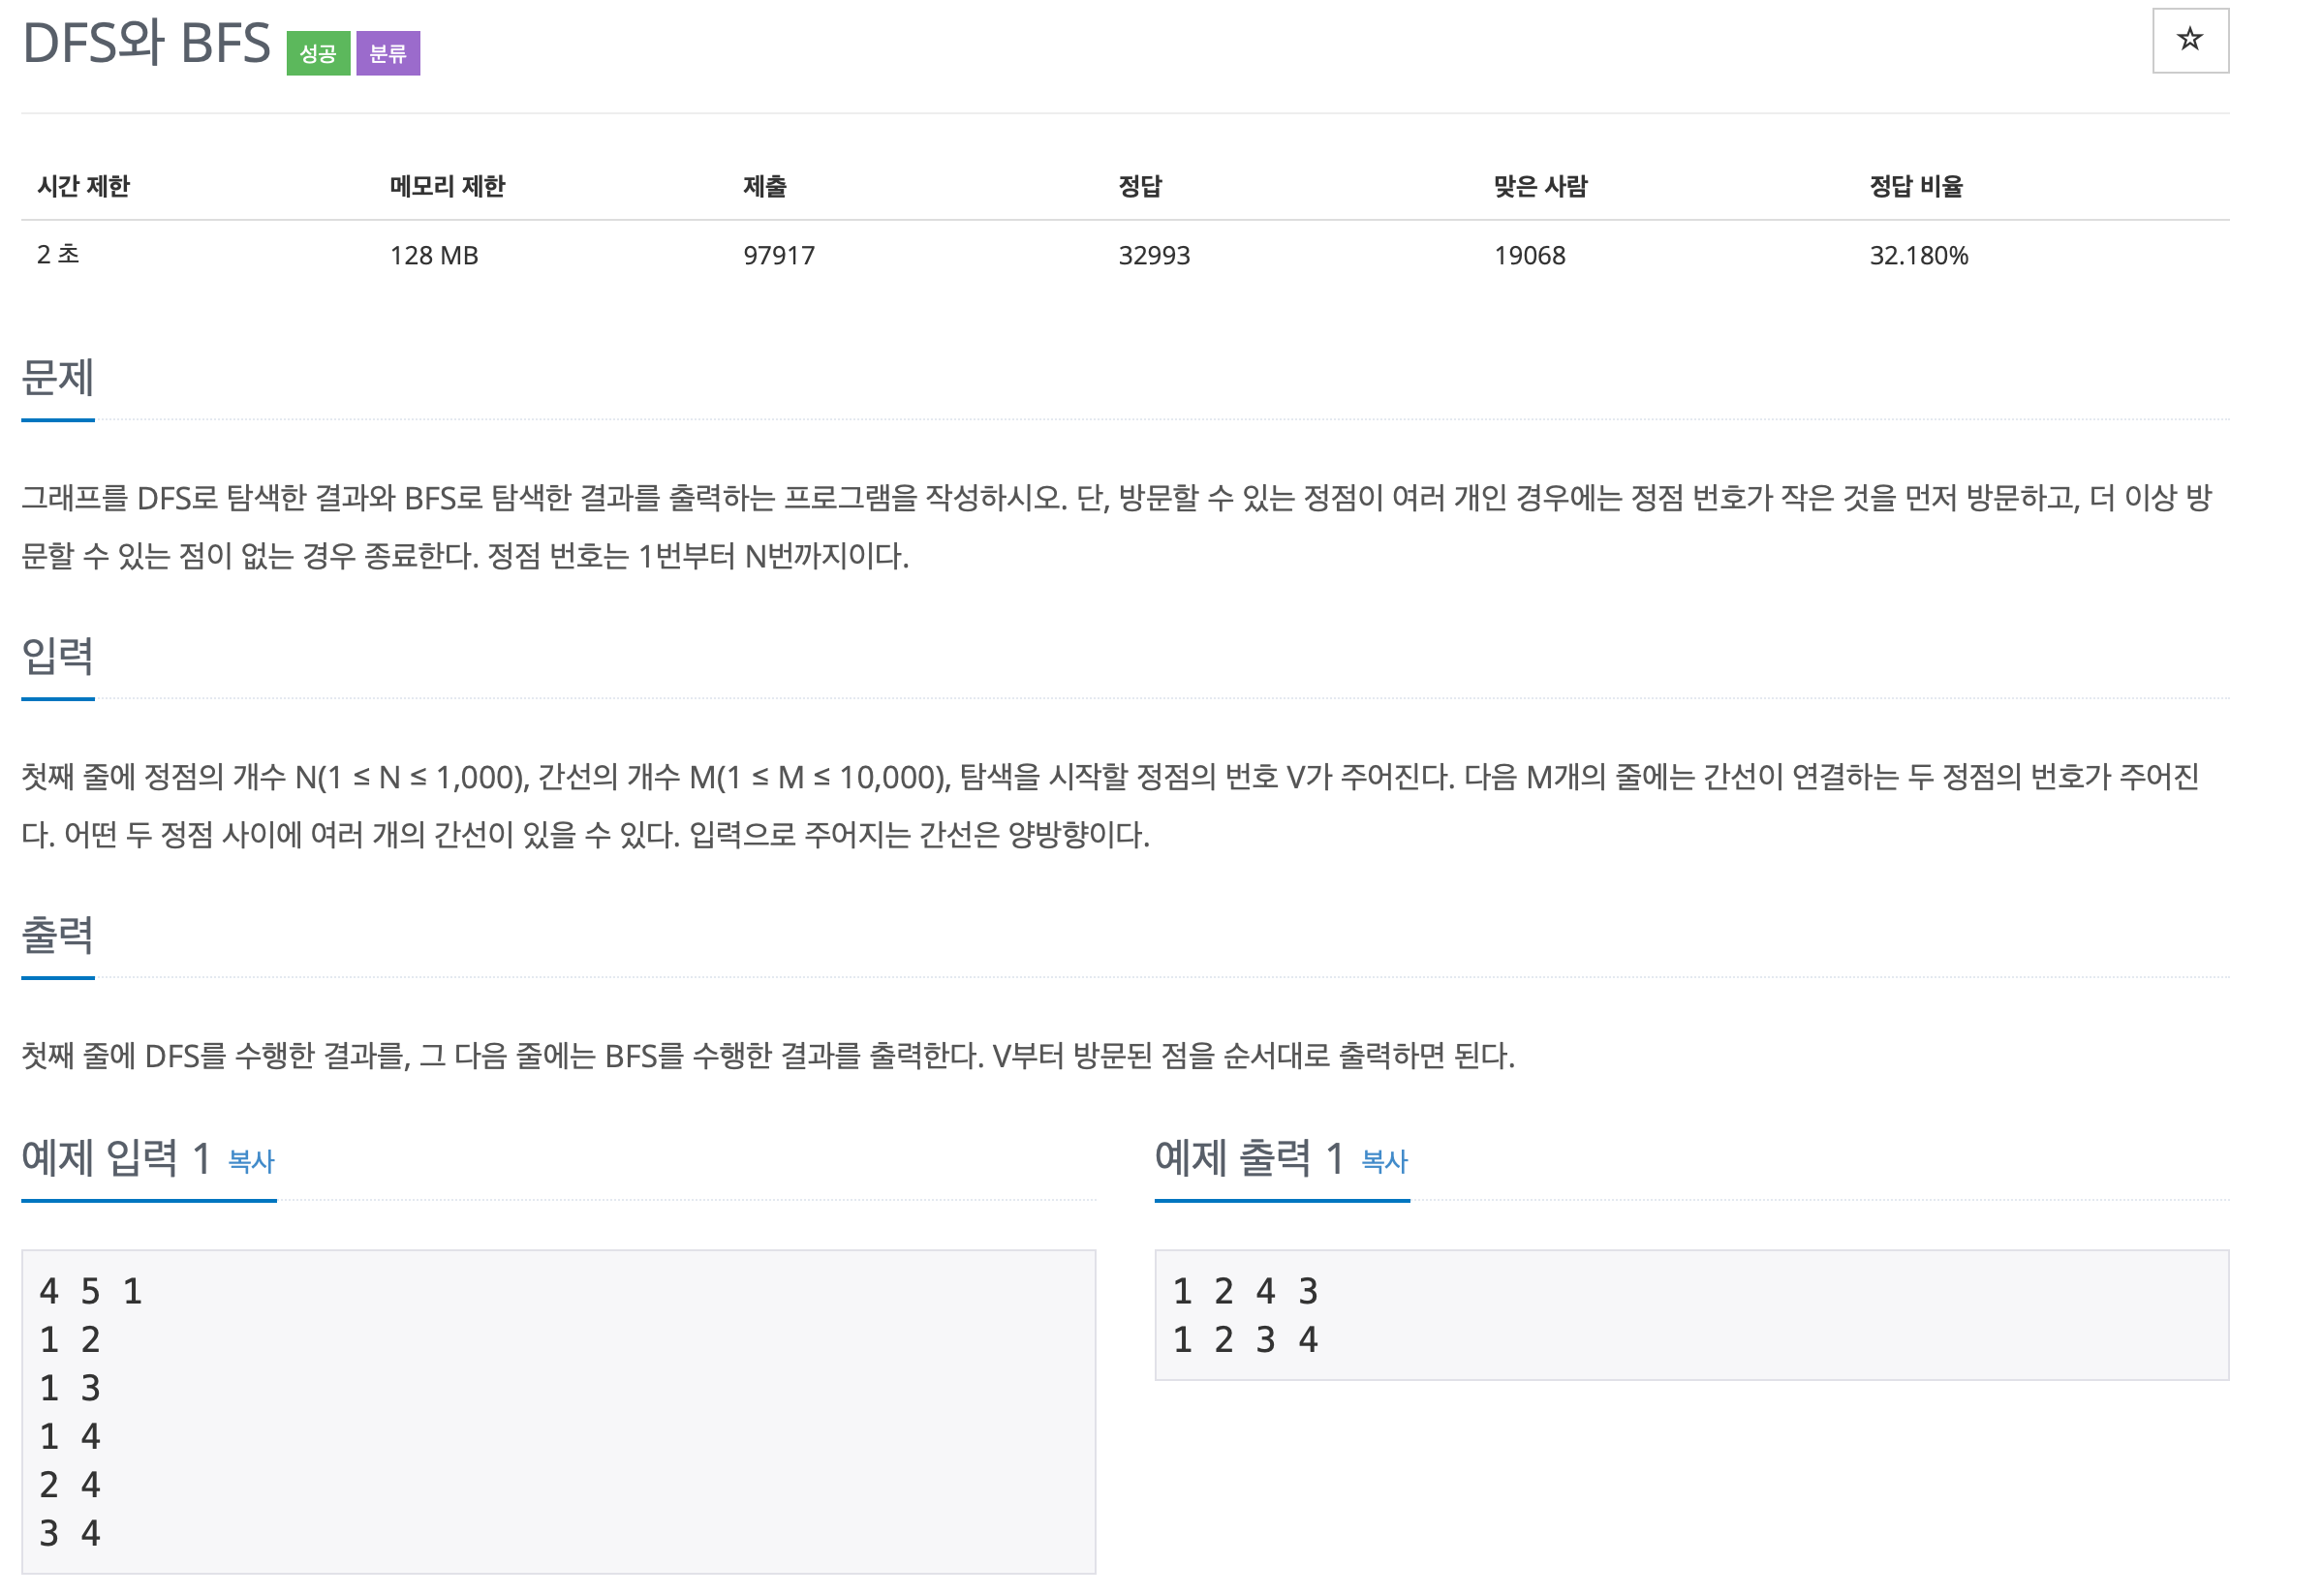 DFS와 BFS 성공 분류
☆
시간 제한 메모리 제한 제출 정답 맞은 사람 정답 비율
2 초 128 MB 97917 32993 19068 32.180%
문제
그래프를 DFS로 탐색한 결과와 BFS로 탐색한 결과를 출력하는 프로그램을 작성하시오. 단, 방문할 수 있는 정점이 여러 개인 경우에는 정점 번호가 작은 것을 먼저 방문하고, 더 이상 방
문할 수 있는 점이 없는 경우 종료한다. 정점 번호는 1번부터 N번까지이다.
입력
첫째 줄에 정점의 개수 N(1 ≤ N ≤ 1,000), 간선의 개수 M(1 ≤ M ≤ 10,000), 탐색을 시작할 정점의 번호 V가 주어진다. 다음 M개의 줄에는 간선이 연결하는 두 정점의 번호가 주어진
다. 어떤 두 정점 사이에 여러 개의 간선이 있을 수 있다. 입력으로 주어지는 간선은 양방향이다.
출력
첫째 줄에 DFS를 수행한 결과를, 그 다음 줄에는 BFS를 수행한 결과를 출력한다. V부터 방문된 점을 순서대로 출력하면 된다.
예제 입력 1 복사
4 5 1
1 2
1 3
1 4
2 4
3 4
예제 출력 1 복사
1 2 4 3
1 2 3 4